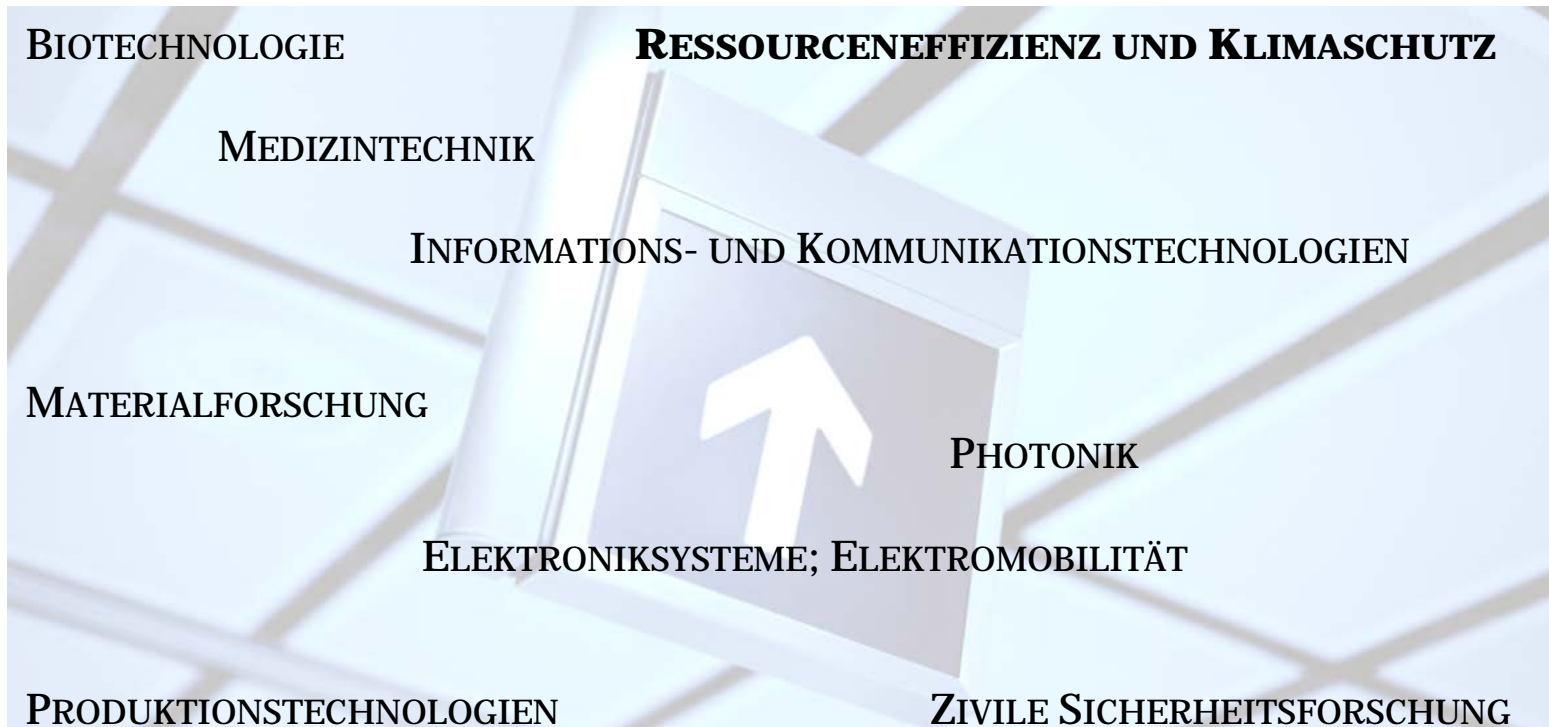 BIOTECHNOLOGIE
RESSOURCENEFFIZIENZ UND KLIMASCHUTZ
MEDIZINTECHNIK
INFORMATIONS- UND KOMMUNIKATIONSTECHNOLOGIEN
MATERIALFORSCHUNG
PHOTONIK
ELEKTRONIKSYSTEME; ELEKTROMOBILITÄT
PRODUKTIONSTECHNOLOGIEN
ZIVILE SICHERHEITSFORSCHUNG